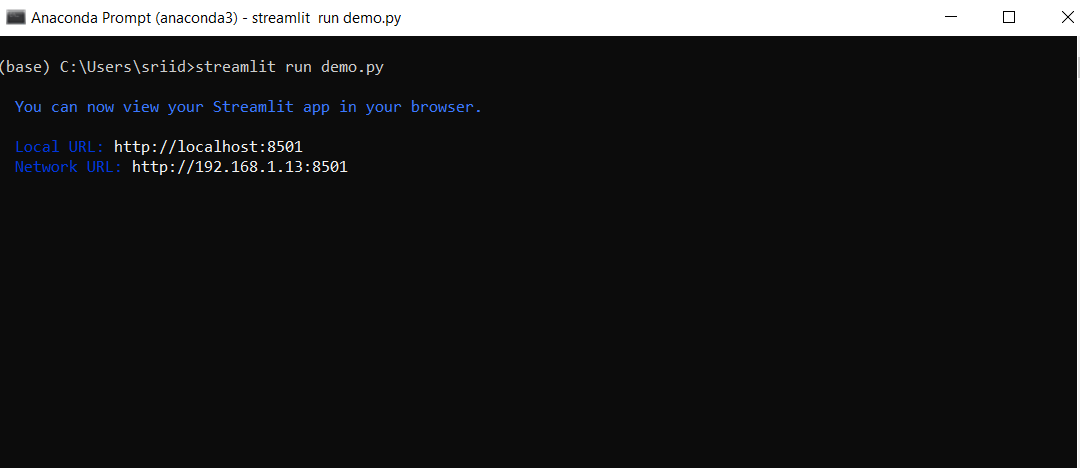 Anaconda Prompt (anaconda3) - streamlit  run demo.py
(base) C:\Users\sriid>streamlit run demo.py
You can now view your Streamlit app in your browser.
Local URL: http://localhost:8501
Network URL: http://192.168.1.13:8501